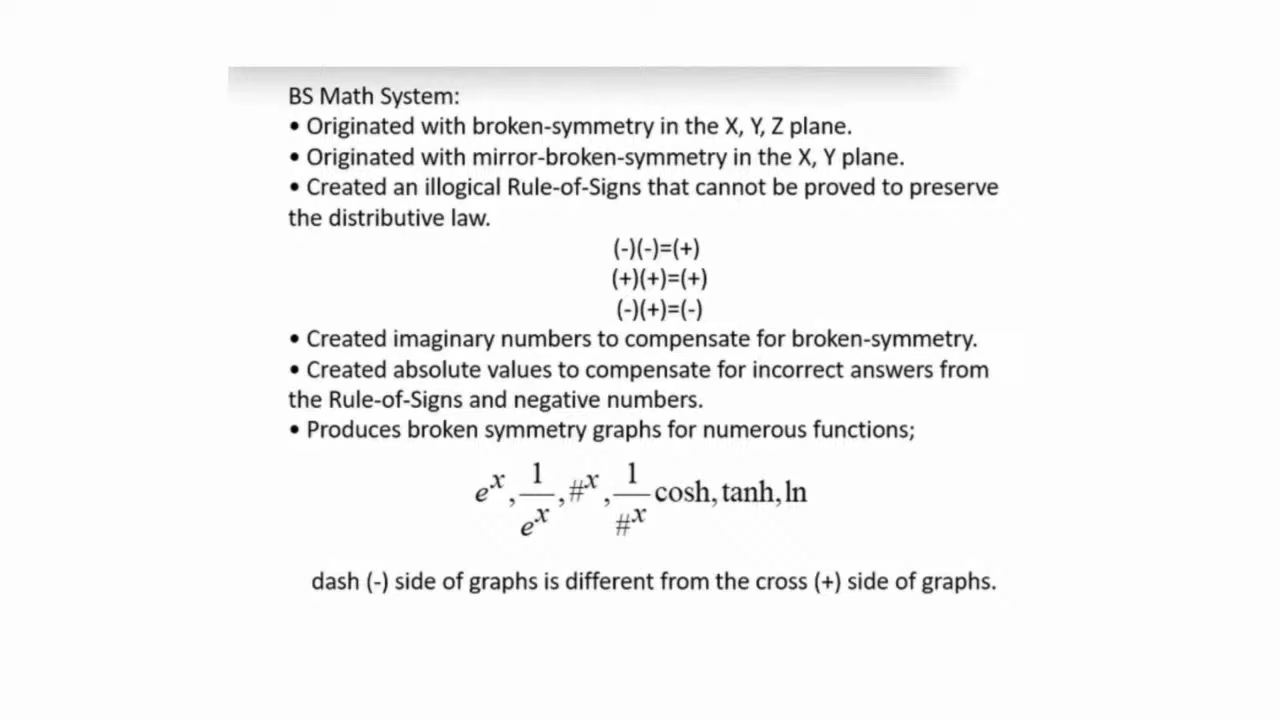 BS Math System:
• Originated with broken-symmetry in the X, Y, Z plane.
• Originated with mirror-broken-symmetry in the X, Y plane.
• Created an illogical Rule-of-Signs that cannot be proved to preserve
the distributive law.
(-)(-)=(+)
(+)(+)=(+)
(-)(+)=(-)
• Created imaginary numbers to compensate for broken-symmetry.
• Created absolute values to compensate for incorrect answers from
the Rule-of-Signs and negative numbers.
• Produces broken symmetry graphs for numerous functions;
e^x, 1/e^x, #^x, 1/#^x cosh, tanh, ln
dash (-) side of graphs is different from the cross (+) side of graphs.